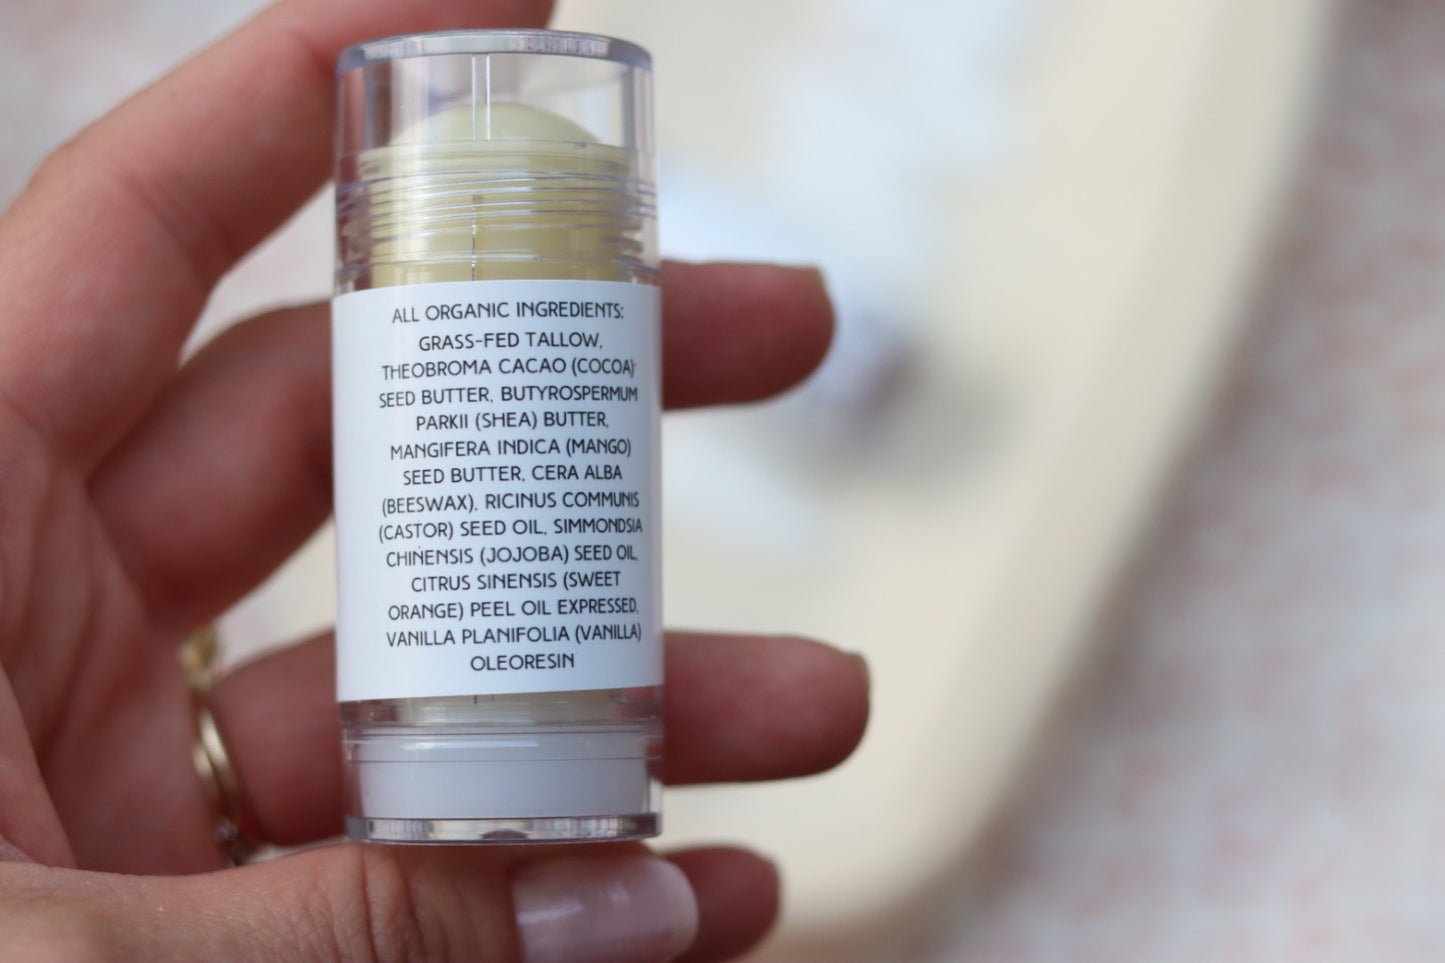 ALL ORGANIC INGREDIENTS:
GRASS-FED TALLOW,
THEOBROMA CACAO (COCOA)
SEED BUTTER, BUTYROSPERMUM
PARKII (SHEA) BUTTER,
MANGIFERA INDICA (MANGO)
SEED BUTTER, CERA ALBA
(BEESWAX), RICINUS COMMUNIS
(CASTOR) SEED OIL, SIMMONDSIA
CHINENSIS (JOJOBA) SEED OIL,
CITRUS SINENSIS (SWEET
ORANGE) PEEL OIL EXPRESSED,
VANILLA PLANIFOLIA (VANILLA)
OLEORESIN